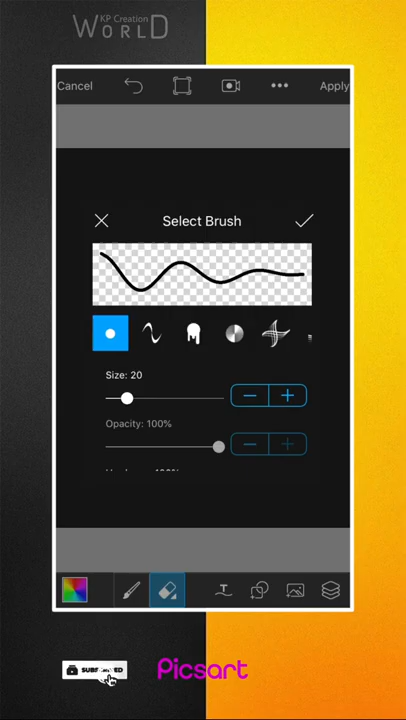 KP Creation
WORLD
Cancel
Apply
Select Brush
Size: 20
Opacity: 100%
T
Picsart